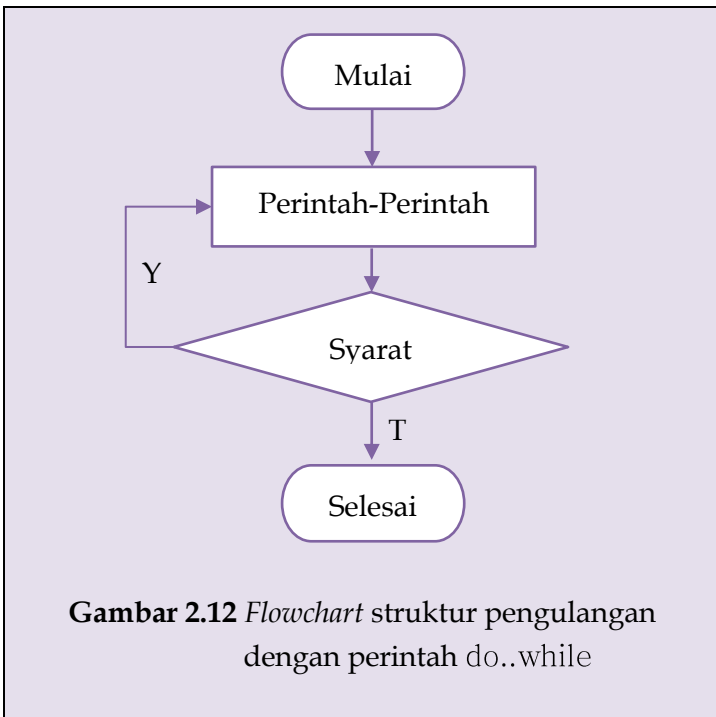 Mulai
Perintah-Perintah
Y
Syarat
T
Selesai
Gambar 2.12 Flowchart struktur pengulangan
dengan perintah do..while